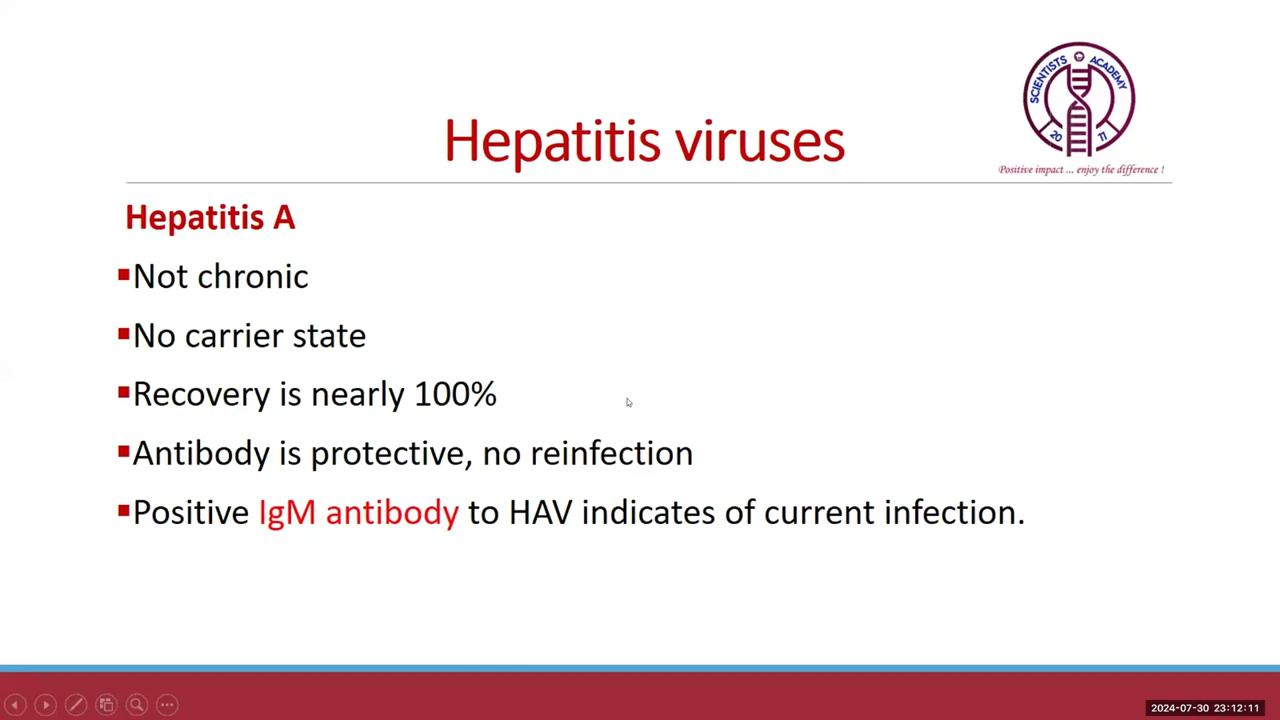 SCIENTISTS ACADEMY
20 17
Positive impact ... enjoy the difference !
Hepatitis viruses
Hepatitis A
▪Not chronic
▪No carrier state
▪Recovery is nearly 100%
▪Antibody is protective, no reinfection
▪Positive IgM antibody to HAV indicates of current infection.
2024-07-30 23:12:11